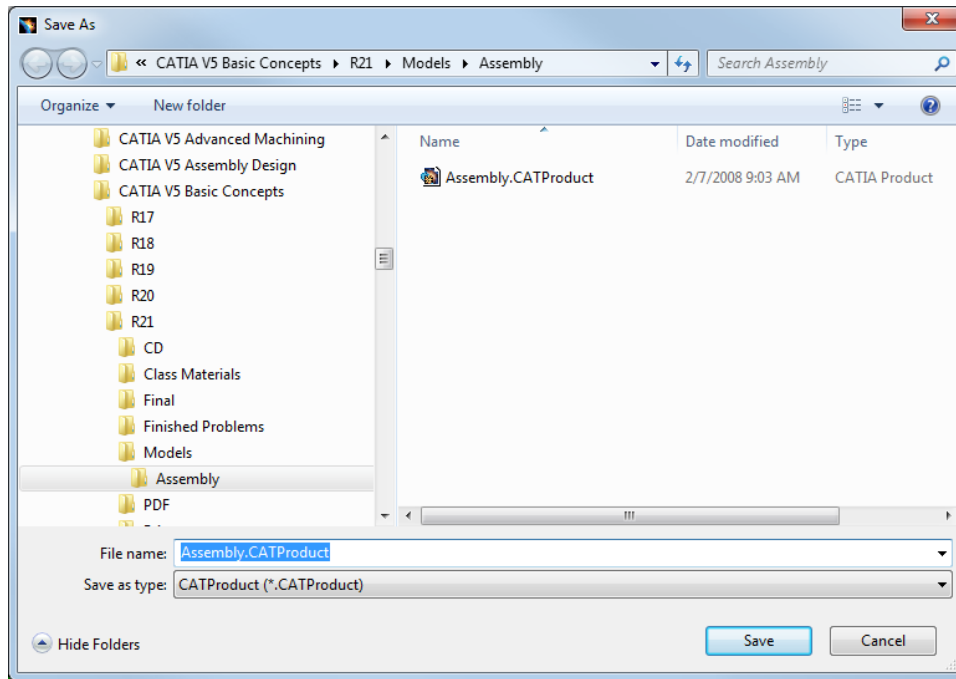 Save As
« CATIA V5 Basic Concepts R21 Models Assembly
Search Assembly
Organize New folder
CATIA V5 Advanced Machining
CATIA V5 Assembly Design
CATIA V5 Basic Concepts
R17
R18
R19
R20
R21
CD
Class Materials
Final
Finished Problems
Models
Assembly
PDF
Name Date modified Type
Assembly.CATProduct 2/7/2008 9:03 AM CATIA Product
File name: Assembly.CATProduct
Save as type: CATProduct (*.CATProduct)
Hide Folders Save Cancel